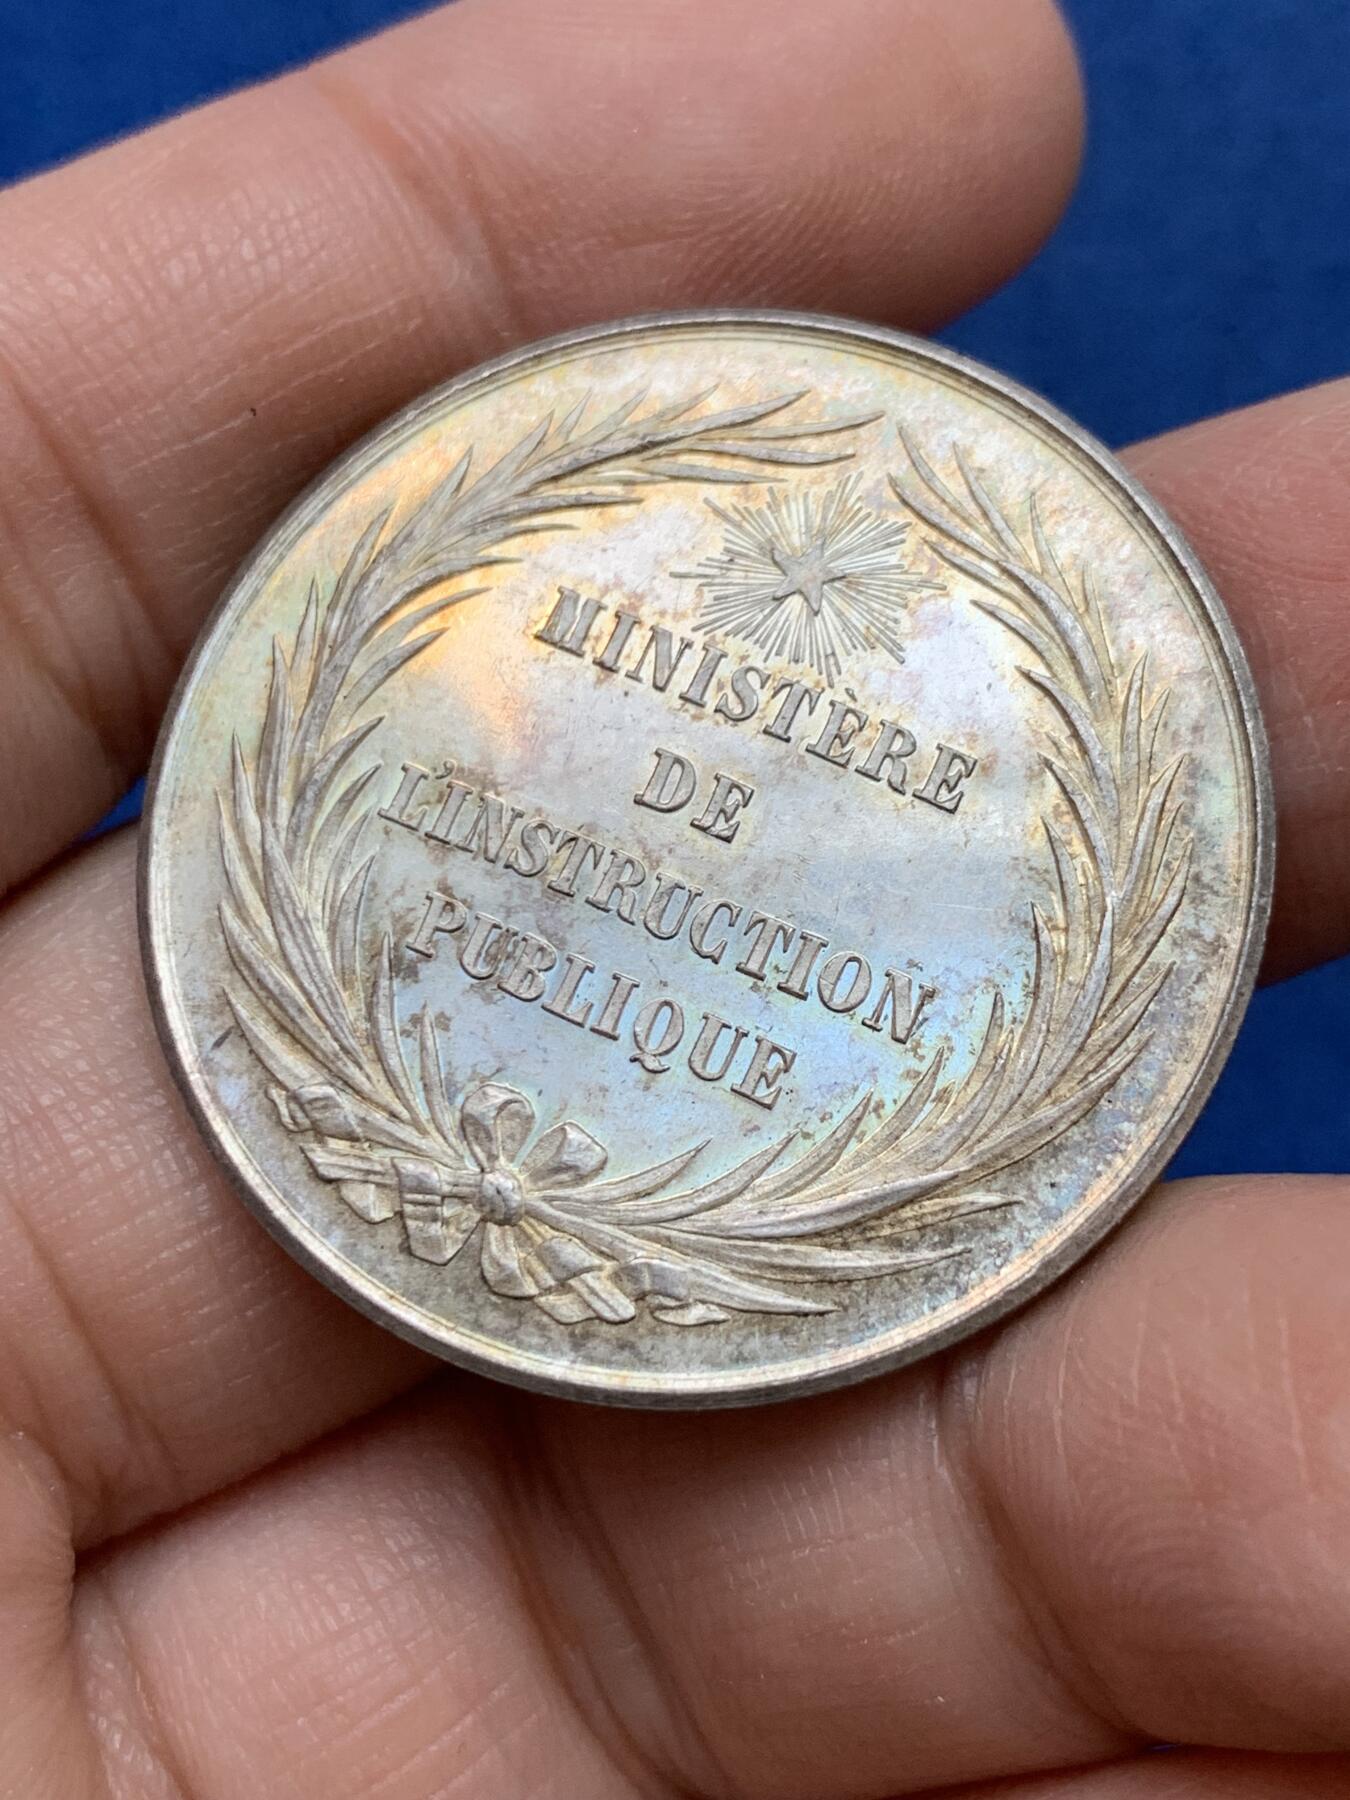 MINISTÈRE
DE
L'INSTRUCTION
PUBLIQUE